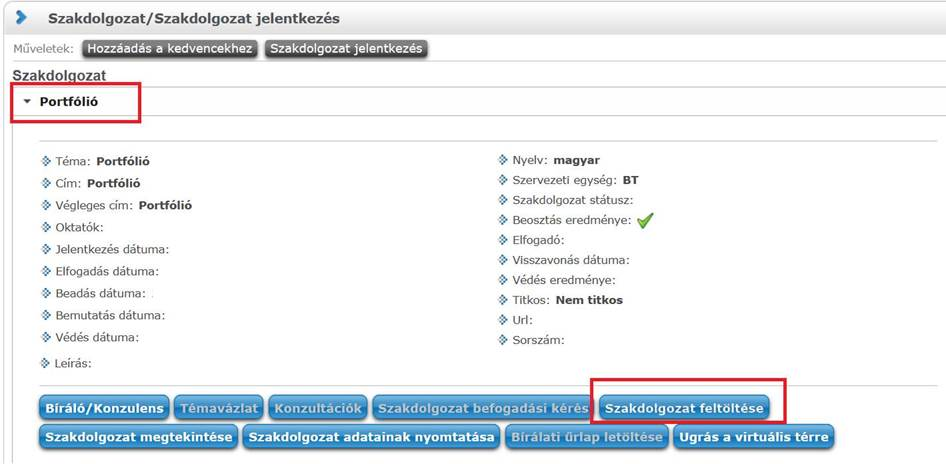 Szakdolgozat/Szakdolgozat jelentkezés
Műveletek: Hozzáadás a kedvencekhez Szakdolgozat jelentkezés
Szakdolgozat
Portfólió
Téma: Portfólió
Cím: Portfólió
Végleges cím: Portfólió
Oktatók:
Jelentkezés dátuma:
Elfogadás dátuma:
Beadás dátuma:
Bemutatás dátuma:
Védés dátuma:
Leírás:
Nyelv: magyar
Szervezeti egység: BT
Szakdolgozat státusz:
Beosztás eredménye:
Elfogadó:
Visszavonás dátuma:
Védés eredménye:
Titkos: Nem titkos
Url:
Sorszám:
Bíráló/Konzulens Témavázlat Konzultációk Szakdolgozat befogadási kérés Szakdolgozat feltöltése
Szakdolgozat megtekintése Szakdolgozat adatainak nyomtatása Bírálati űrlap letöltése Ugrás a virtuális térre